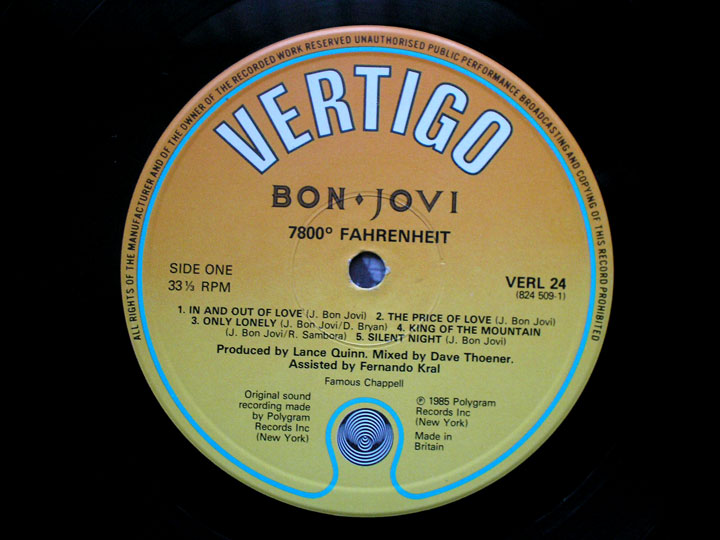 ALL RIGHTS OF THE MANUFACTURER AND OF THE OWNER OF THE RECORDED WORK RESERVED UNAUTHORISED PUBLIC PERFORMANCE BROADCASTING AND COPYING OF THIS RECORD PROHIBITED
VERTIGO
BON • JOVI
7800° FAHRENHEIT
SIDE ONE
33⅓ RPM
VERL 24
(824 509-1)
1. IN AND OUT OF LOVE (J. Bon Jovi) 2. THE PRICE OF LOVE (J. Bon Jovi)
3. ONLY LONELY (J. Bon Jovi/D. Bryan) 4. KING OF THE MOUNTAIN
(J. Bon Jovi/R. Sambora) 5. SILENT NIGHT (J. Bon Jovi)
Produced by Lance Quinn. Mixed by Dave Thoener.
Assisted by Fernando Kral
Famous Chappell
Original sound
recording made
by Polygram
Records Inc
(New York)
℗ 1985 Polygram
Records Inc
(New York)
Made in
Britain